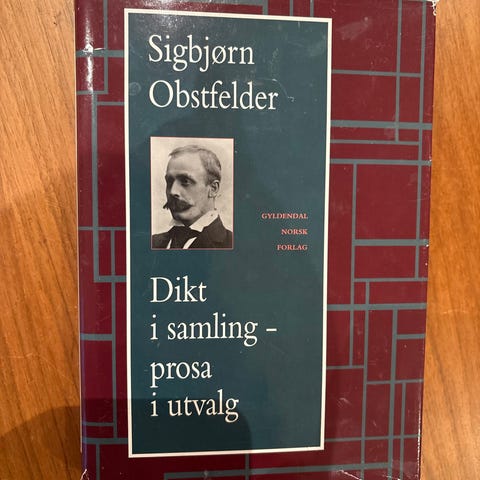 Sigbjørn
Obstfelder
GYLDENDAL
NORSK
FORLAG
Dikt
i samling –
prosa
i utvalg